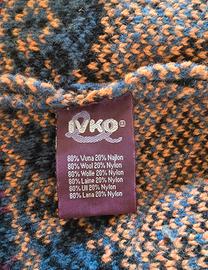 IVKO®
80% Vuna 20% Najlon
80% Wool 20% Nylon
80% Wolle 20% Nylon
80% Laine 20% Nylon
80% Ull 20% Nylon
80% Lana 20% Nylon